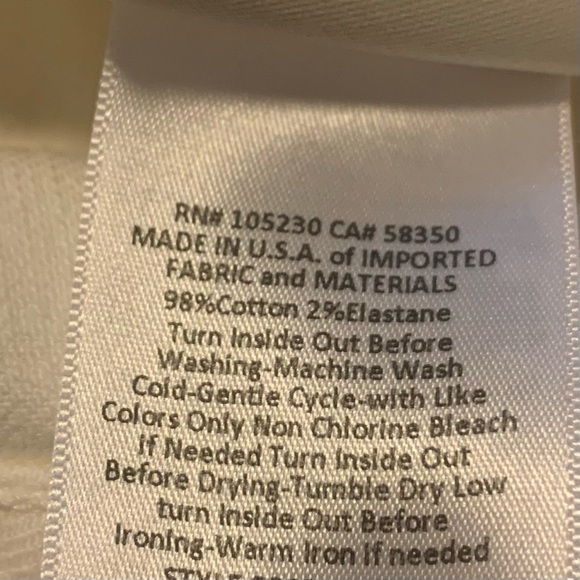 RN# 105230 CA# 58350
MADE IN U.S.A. of IMPORTED
FABRIC and MATERIALS
98%Cotton 2%Elastane
Turn Inside Out Before
Washing-Machine Wash
Cold-Gentle Cycle-with Like
Colors Only Non Chlorine Bleach
if Needed Turn Inside Out
Before Drying-Tumble Dry Low
turn Inside Out Before
Ironing-Warm Iron if needed